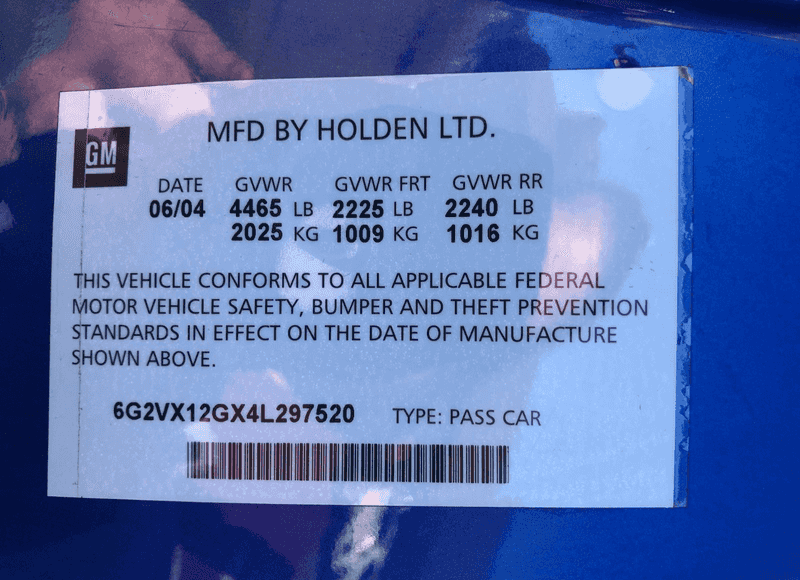 MFD BY HOLDEN LTD.
GM
DATE GVWR GVWR FRT GVWR RR
06/04 4465 LB 2225 LB 2240 LB
2025 KG 1009 KG 1016 KG
THIS VEHICLE CONFORMS TO ALL APPLICABLE FEDERAL
MOTOR VEHICLE SAFETY, BUMPER AND THEFT PREVENTION
STANDARDS IN EFFECT ON THE DATE OF MANUFACTURE
SHOWN ABOVE.
6G2VX12GX4L297520 TYPE: PASS CAR